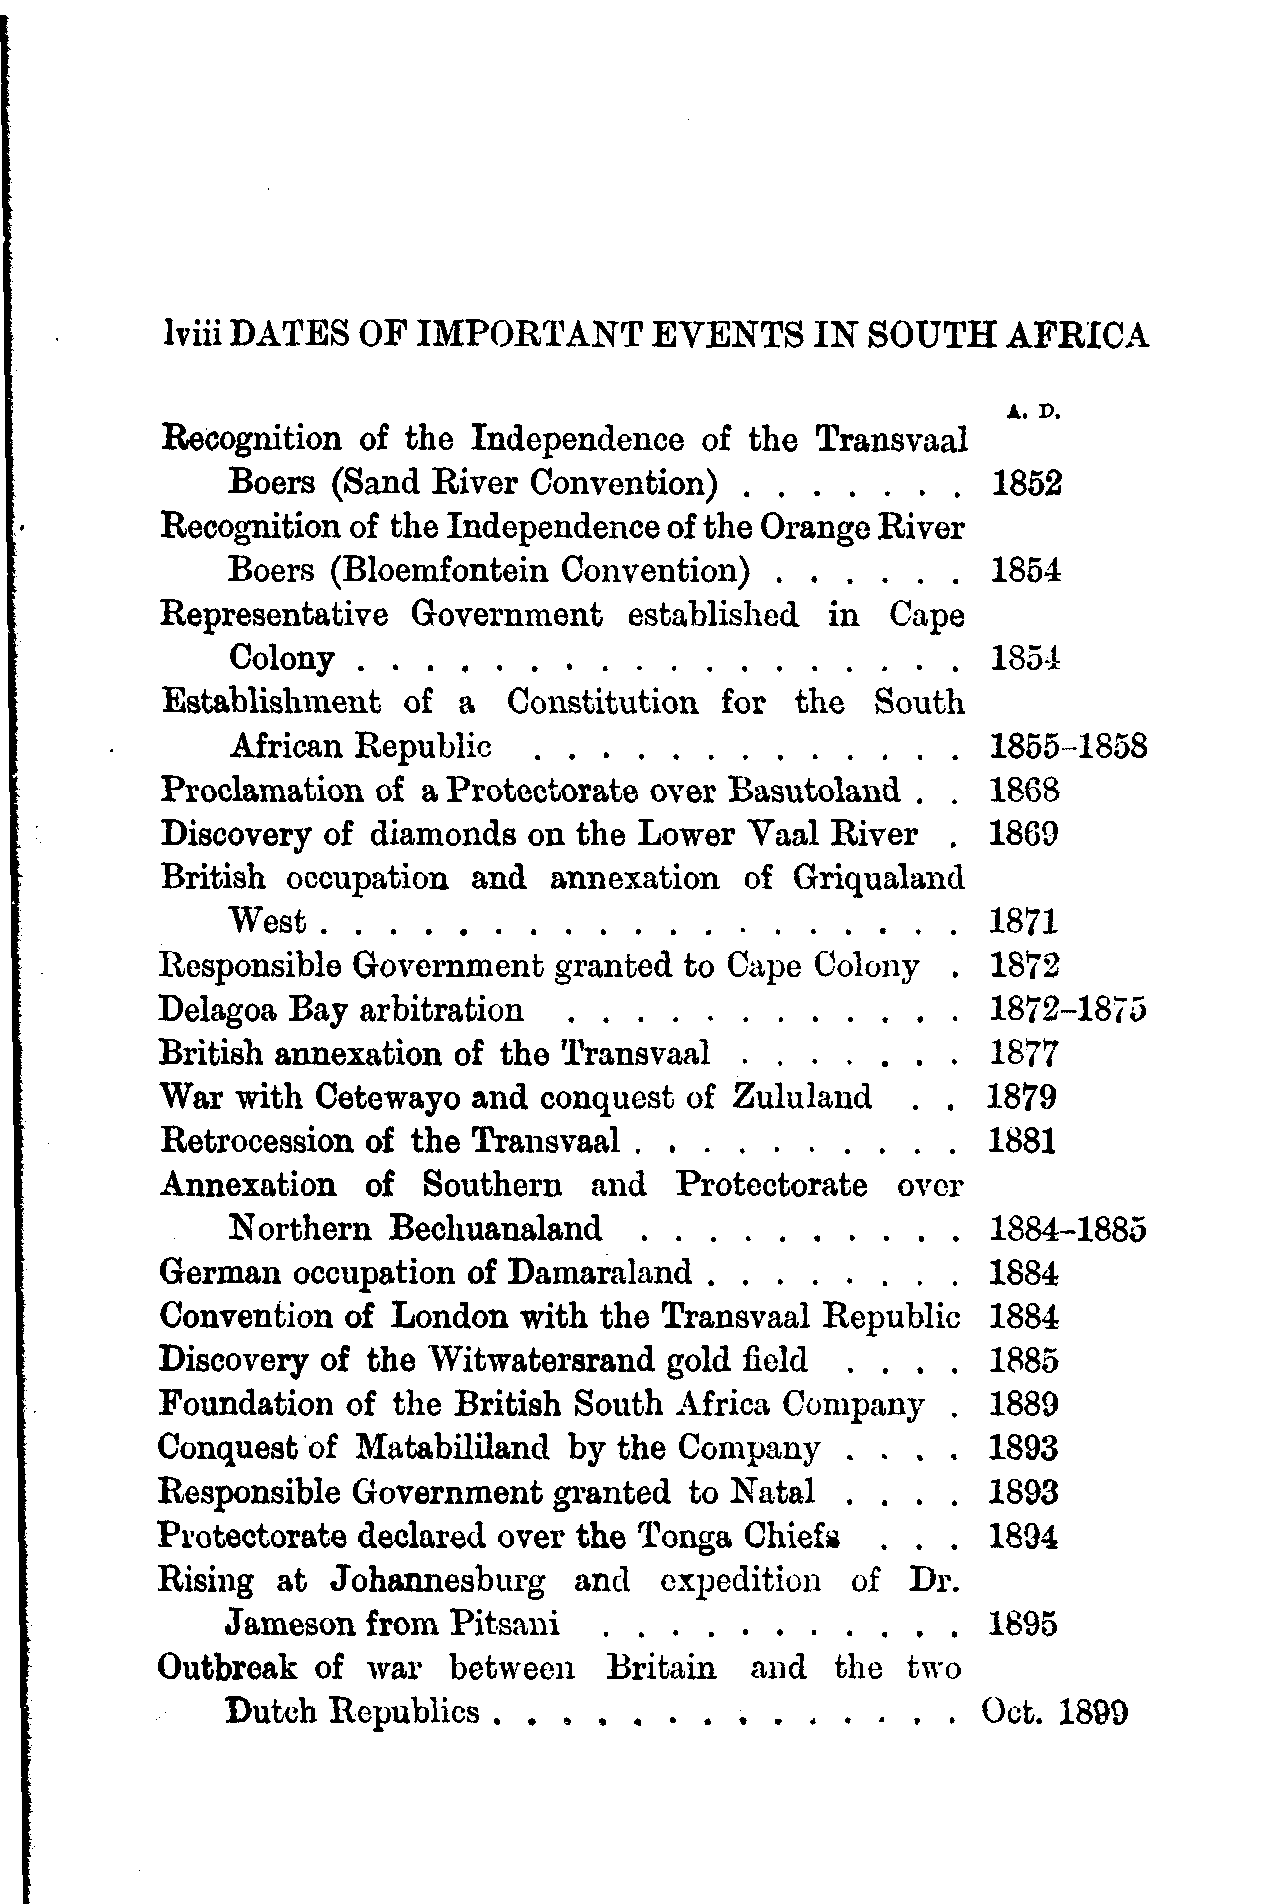 lviii DATES OF IMPORTANT EVENTS IN SOUTH AFRICA
A. D.
Recognition of the Independence of the Transvaal
Boers (Sand River Convention) . . . . . . . 1852
Recognition of the Independence of the Orange River
Boers (Bloemfontein Convention) . . . . . . 1854
Representative Government established in Cape
Colony . . . . . . . . . . . . . . . . . . 1854
Establishment of a Constitution for the South
African Republic . . . . . . . . . . . . . 1855-1858
Proclamation of a Protectorate over Basutoland . . 1868
Discovery of diamonds on the Lower Vaal River . 1869
British occupation and annexation of Griqualand
West . . . . . . . . . . . . . . . . . . . 1871
Responsible Government granted to Cape Colony . 1872
Delagoa Bay arbitration . . . . . . . . . . . . 1872-1875
British annexation of the Transvaal . . . . . . . 1877
War with Cetewayo and conquest of Zululand . . 1879
Retrocession of the Transvaal . . . . . . . . . . 1881
Annexation of Southern and Protectorate over
Northern Bechuanaland . . . . . . . . . . 1884-1885
German occupation of Damaraland . . . . . . . . 1884
Convention of London with the Transvaal Republic 1884
Discovery of the Witwatersrand gold field . . . . 1885
Foundation of the British South Africa Company . 1889
Conquest of Matabililand by the Company . . . . 1893
Responsible Government granted to Natal . . . . 1893
Protectorate declared over the Tonga Chiefs . . . 1894
Rising at Johannesburg and expedition of Dr.
Jameson from Pitsani . . . . . . . . . . . 1895
Outbreak of war between Britain and the two
Dutch Republics . . . . . . . . . . . . . . Oct. 1899